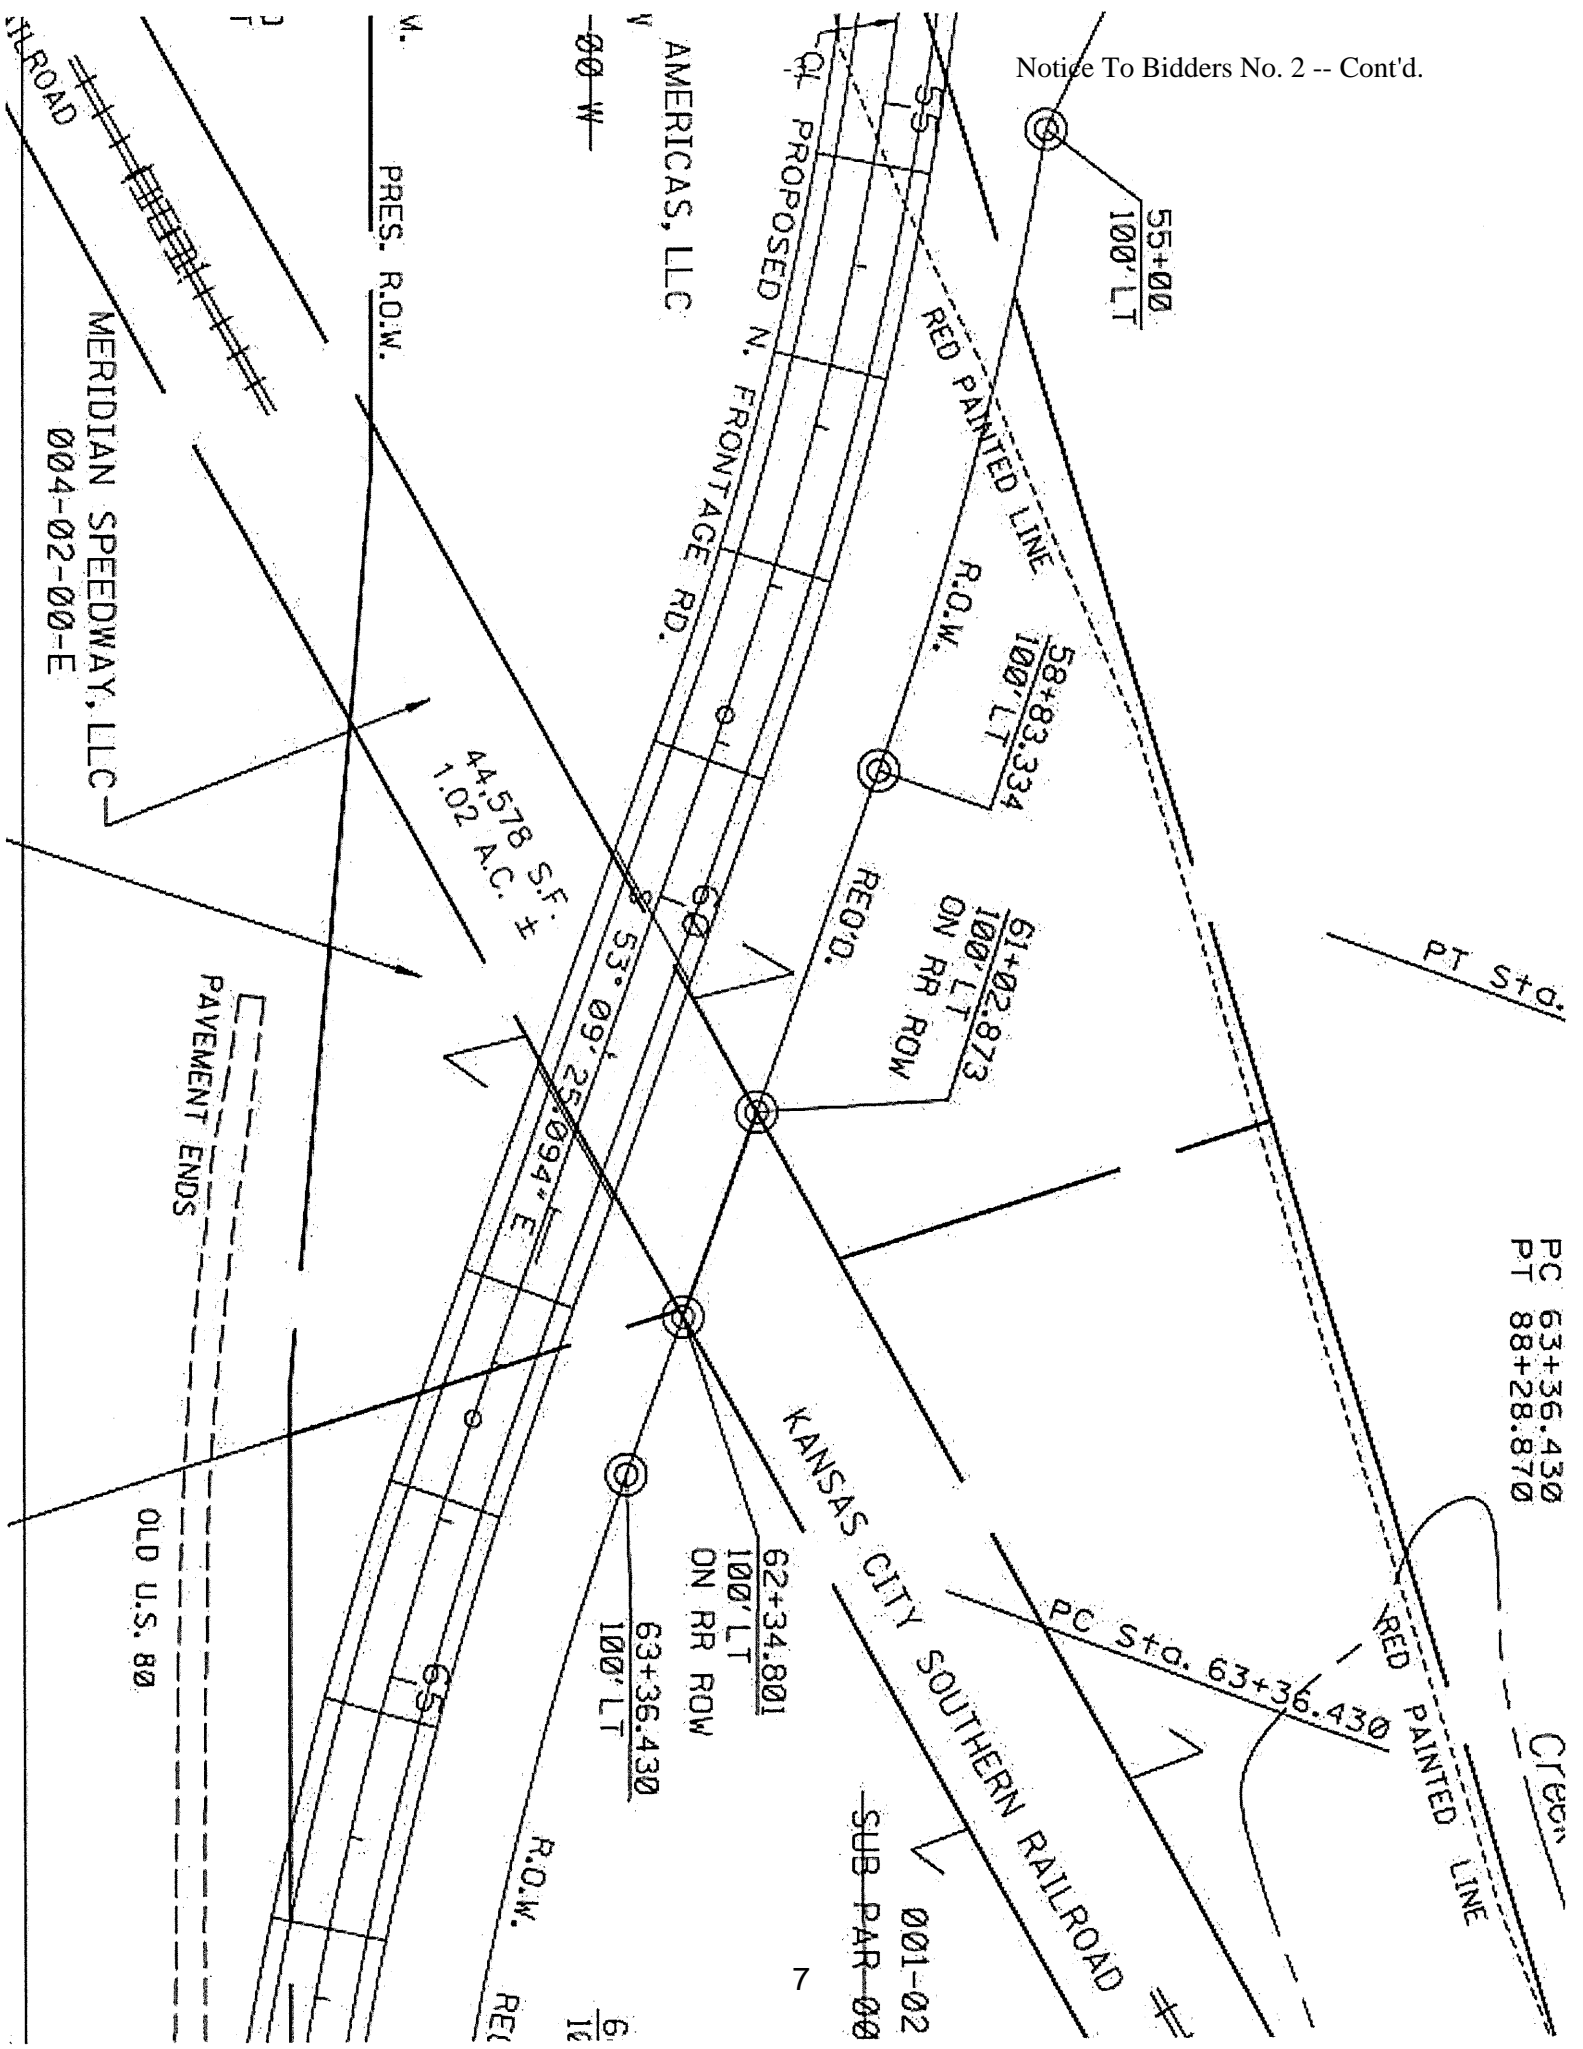 Notice To Bidders No. 2 -- Cont'd.
55+00
100' LT
RED PAINTED LINE
R.O.W.
58+83.334
100' LT
REQ'D.
61+02.873
100' LT
ON RR ROW
PT Sta.
PC 63+36.430
PT 88+28.870
AMERICAS, LLC
00 W
PROPOSED N. FRONTAGE RD.
55
60
65
53° 09' 25.094" E
PRES. R.O.W.
RAILROAD
MERIDIAN SPEEDWAY, LLC
004-02-00-E
44,578 S.F.
1.02 A.C. ±
PAVEMENT ENDS
OLD U.S. 80
62+34.801
100' LT
ON RR ROW
63+36.430
100' LT
KANSAS CITY SOUTHERN RAILROAD
PC Sta. 63+36.430
RED PAINTED LINE
R.O.W.
001-02
SUB PAR 00
7